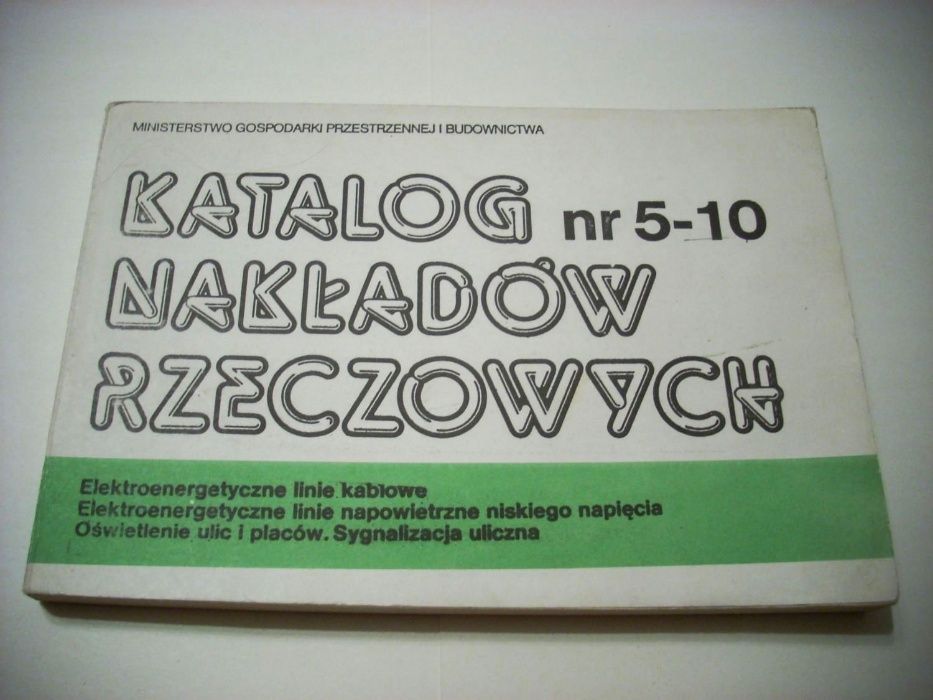 MINISTERSTWO GOSPODARKI PRZESTRZENNEJ I BUDOWNICTWA
KATALOG nr 5-10
NAKŁADÓW
RZECZOWYCH
Elektroenergetyczne linie kablowe
Elektroenergetyczne linie napowietrzne niskiego napięcia
Oświetlenie ulic i placów. Sygnalizacja uliczna